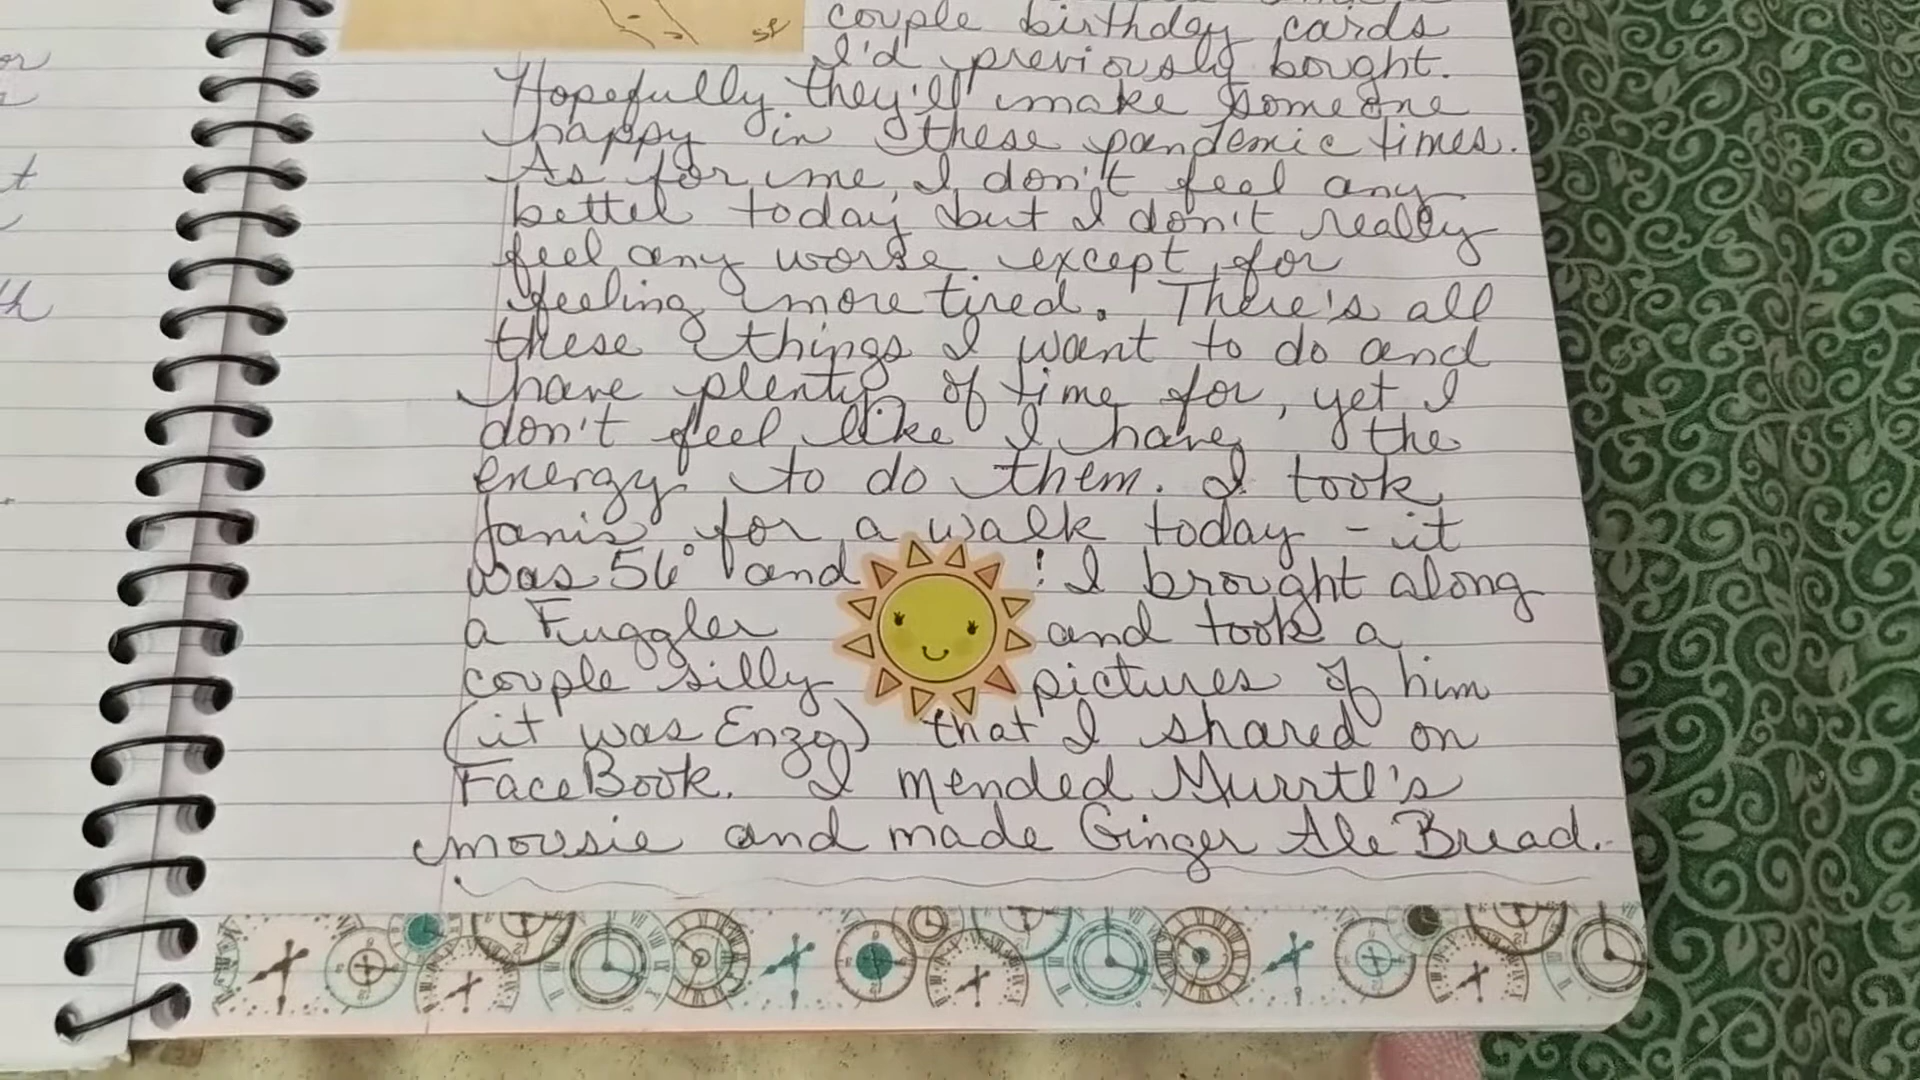 couple birthday cards
I'd previously bought.
Hopefully they'll make someone
happy in these pandemic times.
As for me, I don't feel any
better today but I don't really
feel any worse except for
feeling more tired. There's all
these things I want to do and
have plenty of time for, yet I
don't feel like I have the
energy to do them. I took
Janis for a walk today - it
was 56° and ! I brought along
a Fuggler and took a
couple silly pictures of him
(it was Enzo) that I shared on
FaceBook. I mended Murrtl's
mousie and made Ginger Ale Bread.